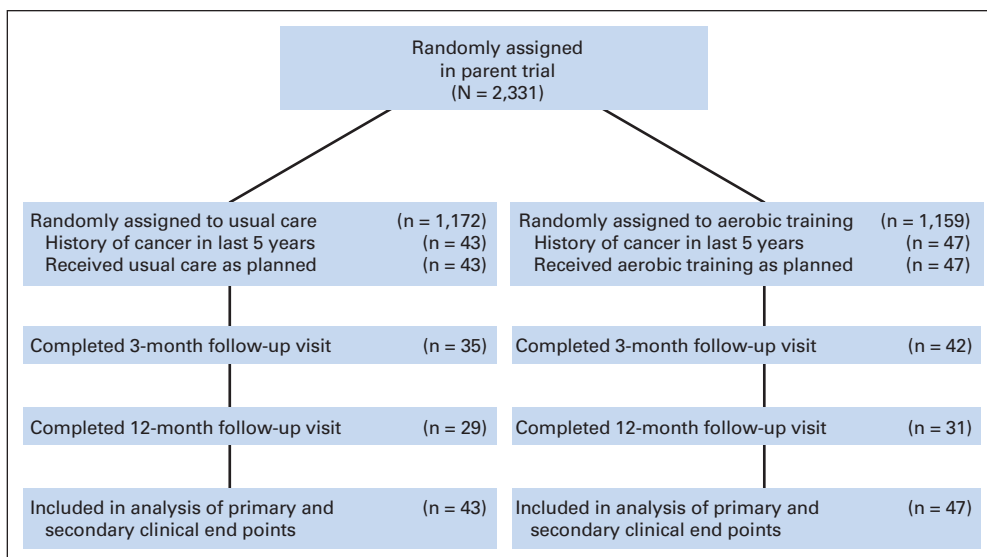 Randomly assigned
in parent trial
(N = 2,331)
Randomly assigned to usual care (n = 1,172)
History of cancer in last 5 years (n = 43)
Received usual care as planned (n = 43)
Randomly assigned to aerobic training (n = 1,159)
History of cancer in last 5 years (n = 47)
Received aerobic training as planned (n = 47)
Completed 3-month follow-up visit (n = 35)
Completed 3-month follow-up visit (n = 42)
Completed 12-month follow-up visit (n = 29)
Completed 12-month follow-up visit (n = 31)
Included in analysis of primary and (n = 43)
secondary clinical end points
Included in analysis of primary and (n = 47)
secondary clinical end points